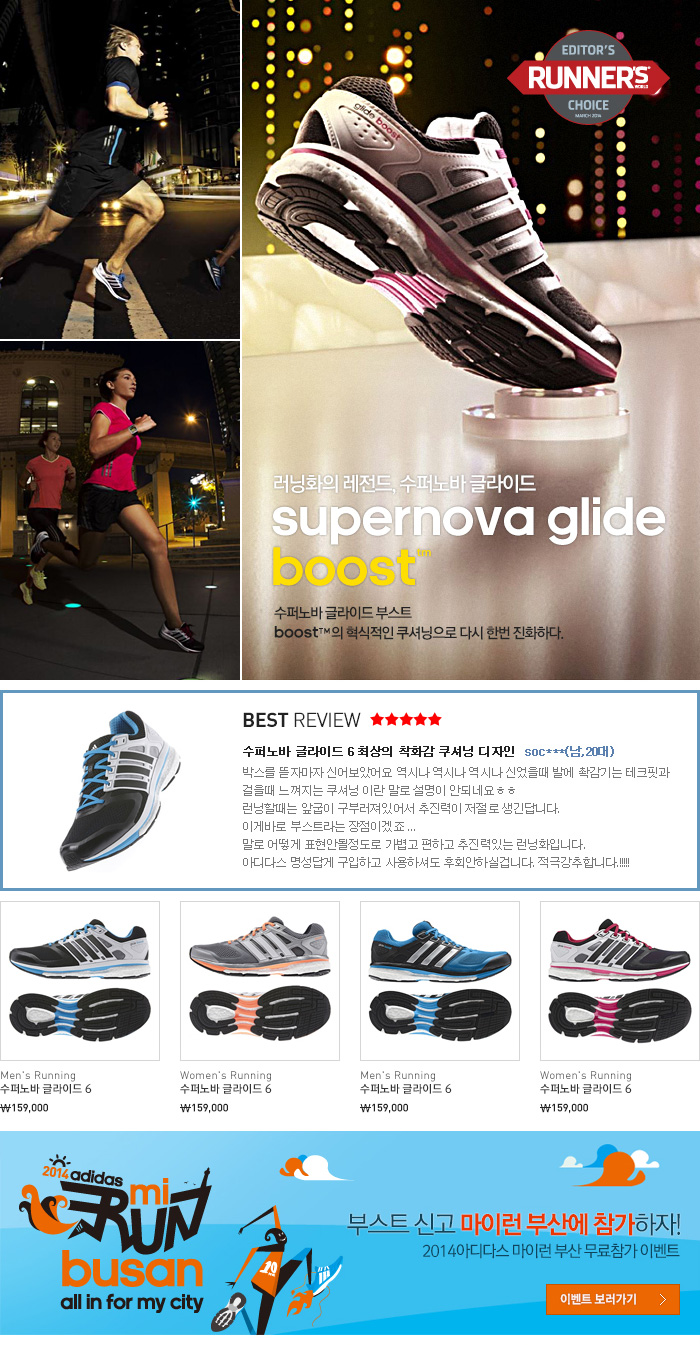 EDITOR'S
RUNNER'S
WORLD
CHOICE
MARCH 2014
glide boost
러닝화의 레전드, 수퍼노바 글라이드
supernova glide
boost™
수퍼노바 글라이드 부스트
boost™의 혁식적인 쿠셔닝으로 다시 한번 진화하다.
BEST REVIEW ★★★★★
수퍼노바 글라이드 6 최상의 착화감 쿠셔닝 디자인 soc***(남,20대)
박스를 뜯자마자 신어보았어요 역시나 역시나 역시나 신었을때 발에 촥감기는 테크핏과
걸을때 느껴지는 쿠셔닝 이란 말로 설명이 안되네요ㅎㅎ
런닝할때는 앞굽이 구부러져있어서 추진력이 저절로 생긴답니다.
이게바로 부스트라는 장점이겠죠 ...
말로 어떻게 표현안될정도로 가볍고 편하고 추진력있는 런닝화입니다.
아디다스 명성답게 구입하고 사용하셔도 후회안하실겁니다. 적극강추합니다.!!!!!
Men's Running
수퍼노바 글라이드 6
₩159,000
Women's Running
수퍼노바 글라이드 6
₩159,000
Men's Running
수퍼노바 글라이드 6
₩159,000
Women's Running
수퍼노바 글라이드 6
₩159,000
2014 adidas
mi
RUN
busan
all in for my city
부스트 신고 마이런 부산에 참가하자!
2014아디다스 마이런 부산 무료참가 이벤트
이벤트 보러가기